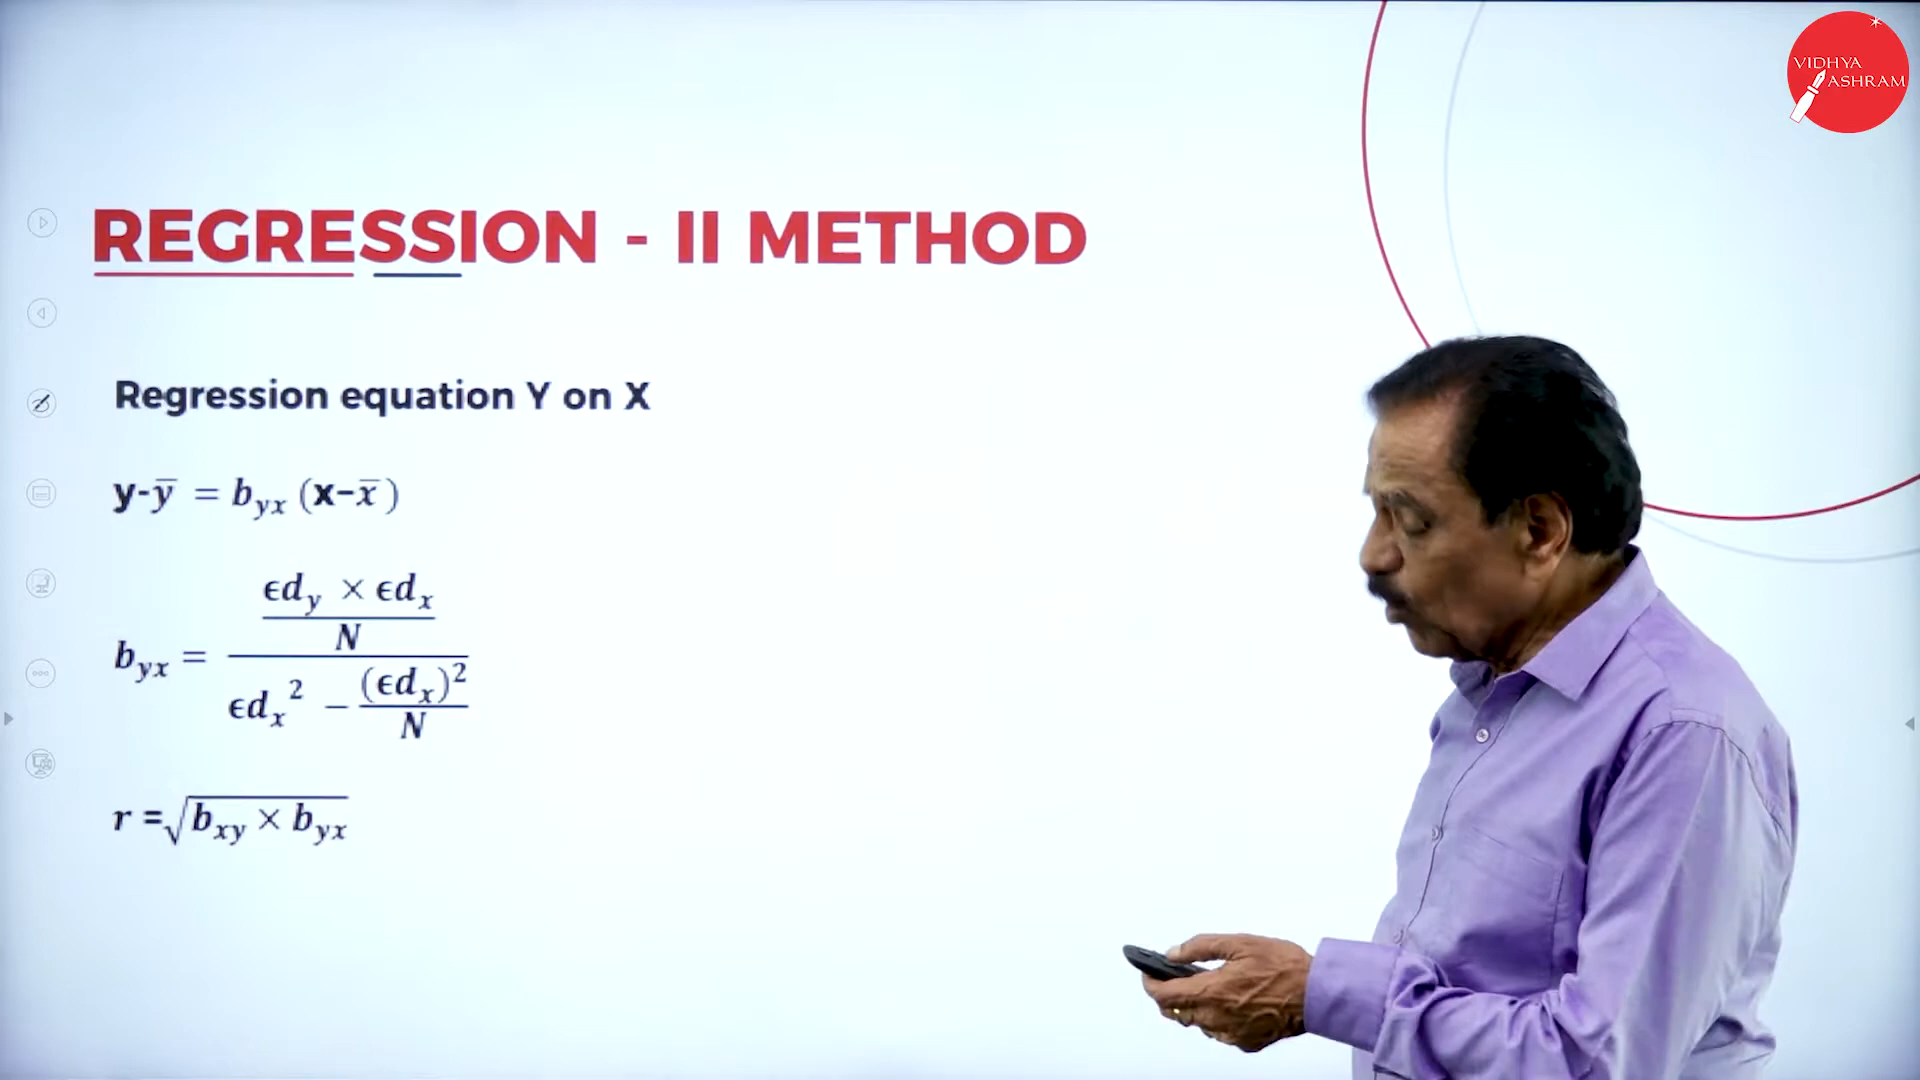 VIDHYA
ASHRAM
REGRESSION - II METHOD
Regression equation Y on X
y-ȳ = b_yx (x-x̄)
b_yx = (ϵd_y × ϵd_x / N) / (ϵd_x² − (ϵd_x)² / N)
r = √(b_xy × b_yx)